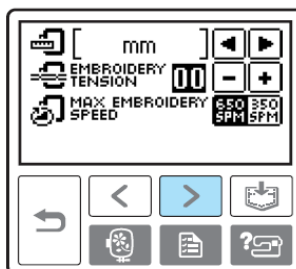 [ mm ]
EMBROIDERY TENSION 00 - +
MAX EMBROIDERY SPEED 650 SPM 350 SPM
?